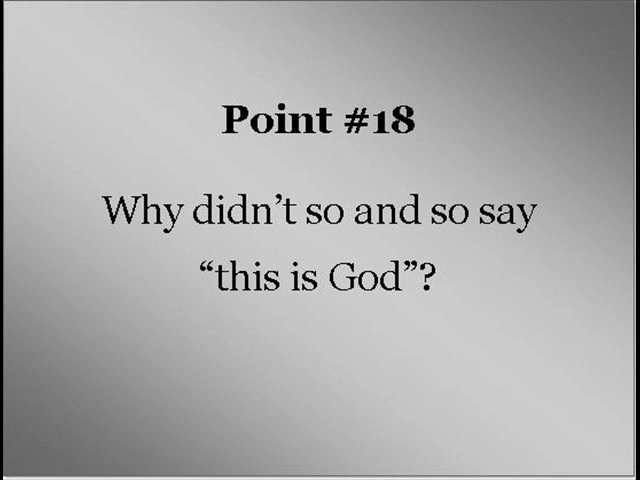 Point #18
Why didn’t so and so say
“this is God”?